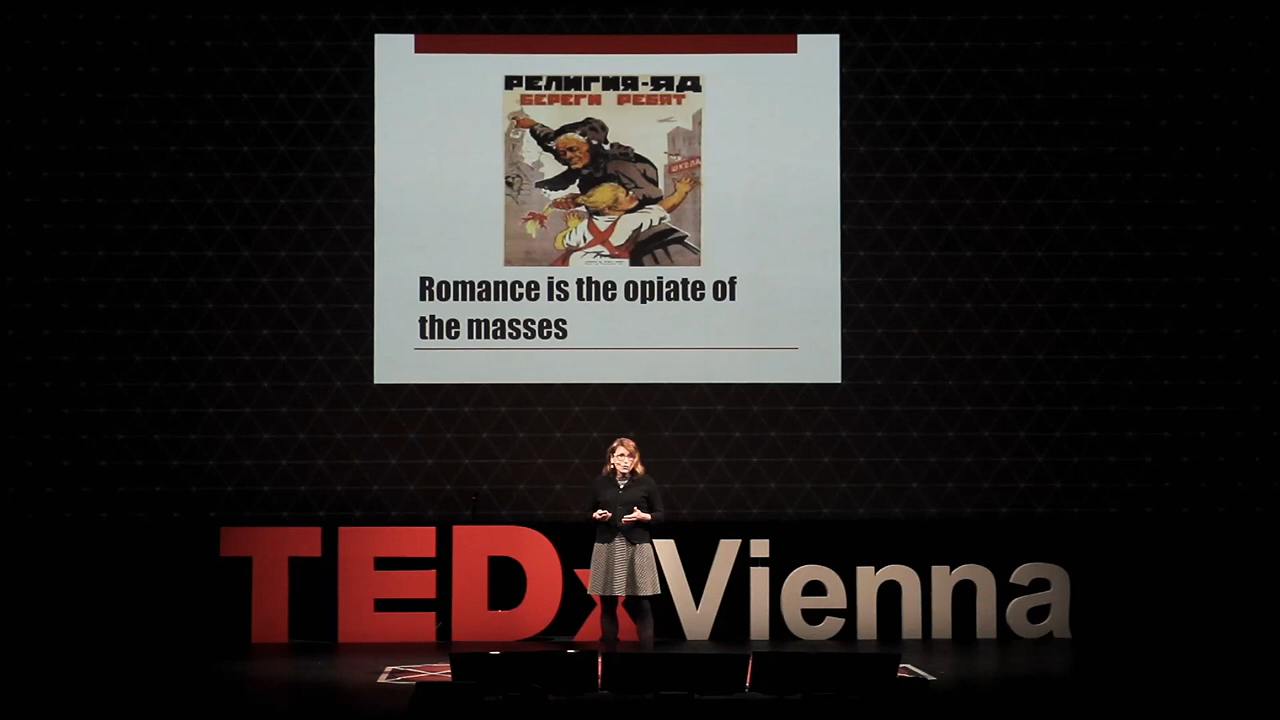 РЕЛИГИЯ-ЯД
БЕРЕГИ РЕБЯТ
ШКОЛА
Romance is the opiate of
the masses
TEDxVienna